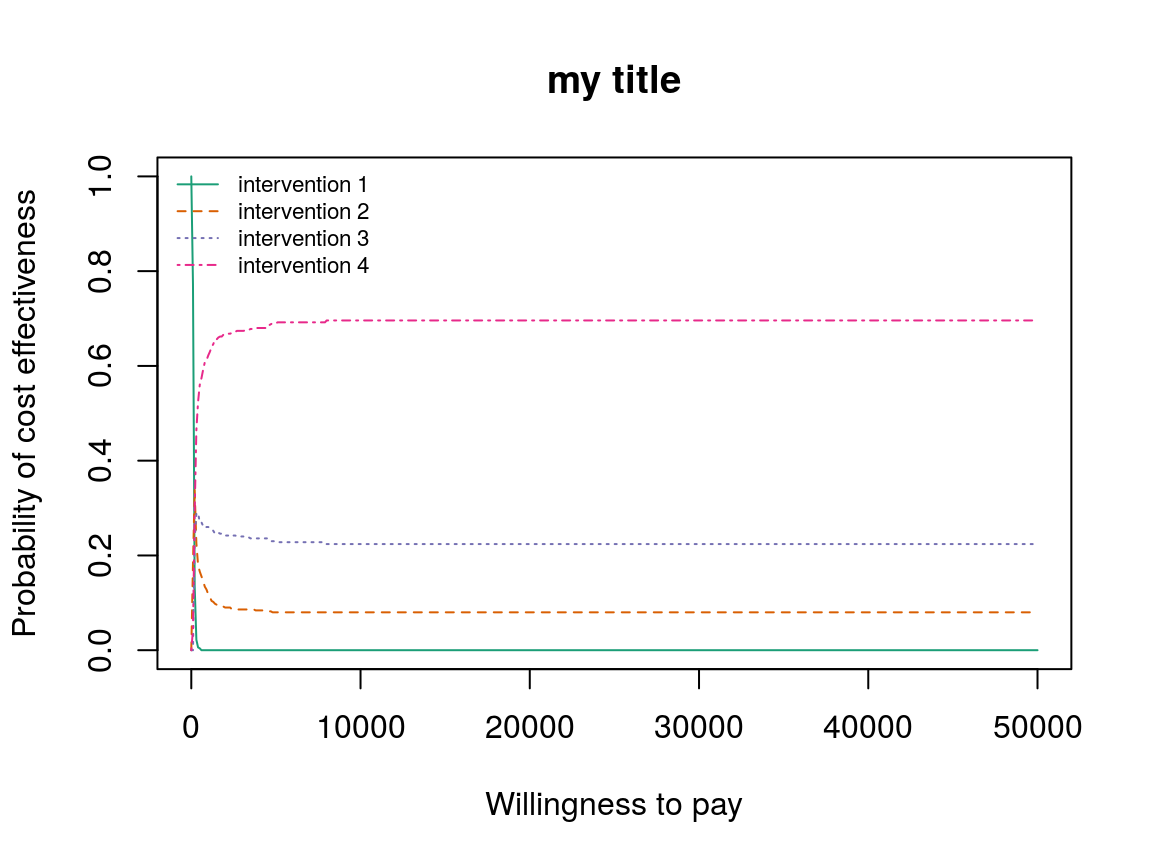 my title
Probability of cost effectiveness
1.0
0.8
0.6
0.4
0.2
0.0
intervention 1
intervention 2
intervention 3
intervention 4
0 10000 20000 30000 40000 50000
Willingness to pay